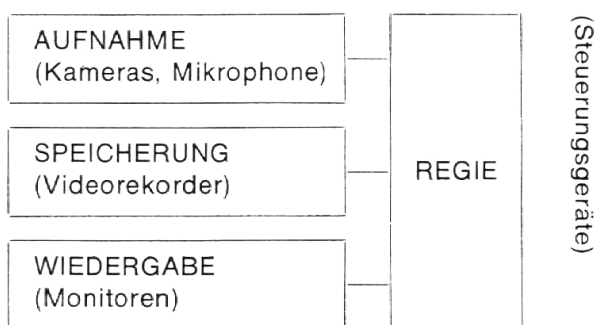 AUFNAHME
(Kameras, Mikrophone)
SPEICHERUNG
(Videorekorder)
WIEDERGABE
(Monitoren)
REGIE
(Steuerungsgeräte)